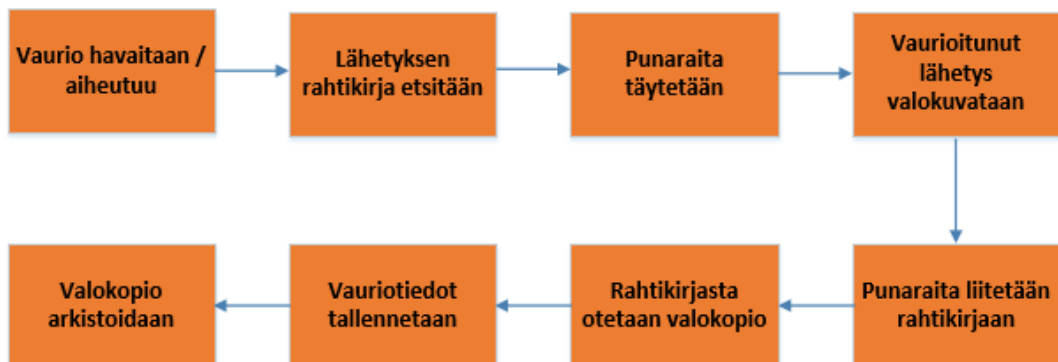 Vaurio havaitaan /
aiheutuu
Lähetyksen
rahtikirja etsitään
Punaraita
täytetään
Vaurioitunut
lähetys
valokuvataan
Punaraita liitetään
rahtikirjaan
Rahtikirjasta
otetaan valokopio
Vauriotiedot
tallennetaan
Valokopio
arkistoidaan